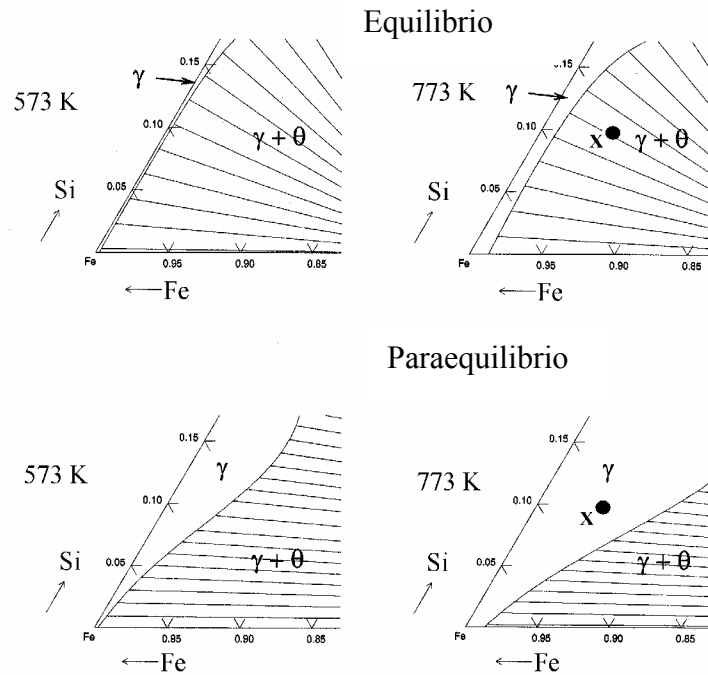 Equilibrio
573 K
γ
0.15
0.10
0.05
γ + θ
Si
Fe
0.95
0.90
0.85
Fe
773 K
γ
.15
0.10
0.05
x
γ + θ
Si
Fe
0.95
0.90
0.85
Fe
Paraequilibrio
573 K
γ
0.15
0.10
0.05
γ + θ
Si
Fe
0.95
0.90
0.85
Fe
773 K
γ
0.15
0.10
0.05
x
γ + θ
Si
Fe
0.95
0.90
0.85
Fe